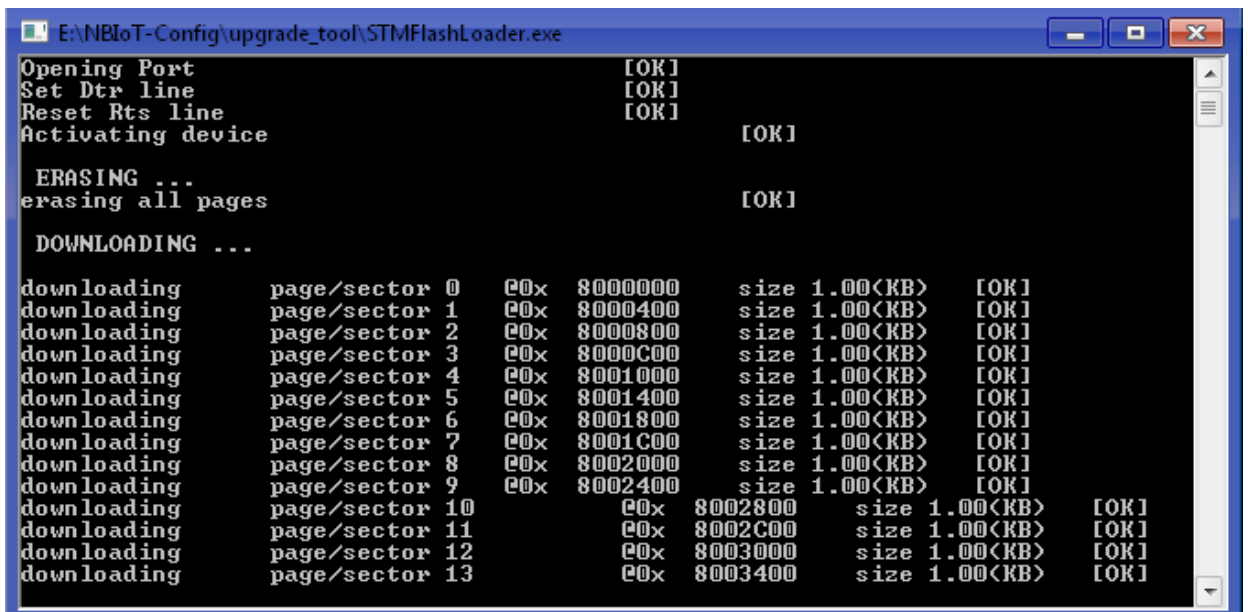 E:\NBIoT-Config\upgrade_tool\STMFlashLoader.exe
Opening Port [OK]
Set Dtr line [OK]
Reset Rts line [OK]
Activating device [OK]
ERASING ...
erasing all pages [OK]
DOWNLOADING ...
downloading page/sector 0 @0x 8000000 size 1.00(KB) [OK]
downloading page/sector 1 @0x 8000400 size 1.00(KB) [OK]
downloading page/sector 2 @0x 8000800 size 1.00(KB) [OK]
downloading page/sector 3 @0x 8000C00 size 1.00(KB) [OK]
downloading page/sector 4 @0x 8001000 size 1.00(KB) [OK]
downloading page/sector 5 @0x 8001400 size 1.00(KB) [OK]
downloading page/sector 6 @0x 8001800 size 1.00(KB) [OK]
downloading page/sector 7 @0x 8001C00 size 1.00(KB) [OK]
downloading page/sector 8 @0x 8002000 size 1.00(KB) [OK]
downloading page/sector 9 @0x 8002400 size 1.00(KB) [OK]
downloading page/sector 10 @0x 8002800 size 1.00(KB) [OK]
downloading page/sector 11 @0x 8002C00 size 1.00(KB) [OK]
downloading page/sector 12 @0x 8003000 size 1.00(KB) [OK]
downloading page/sector 13 @0x 8003400 size 1.00(KB) [OK]